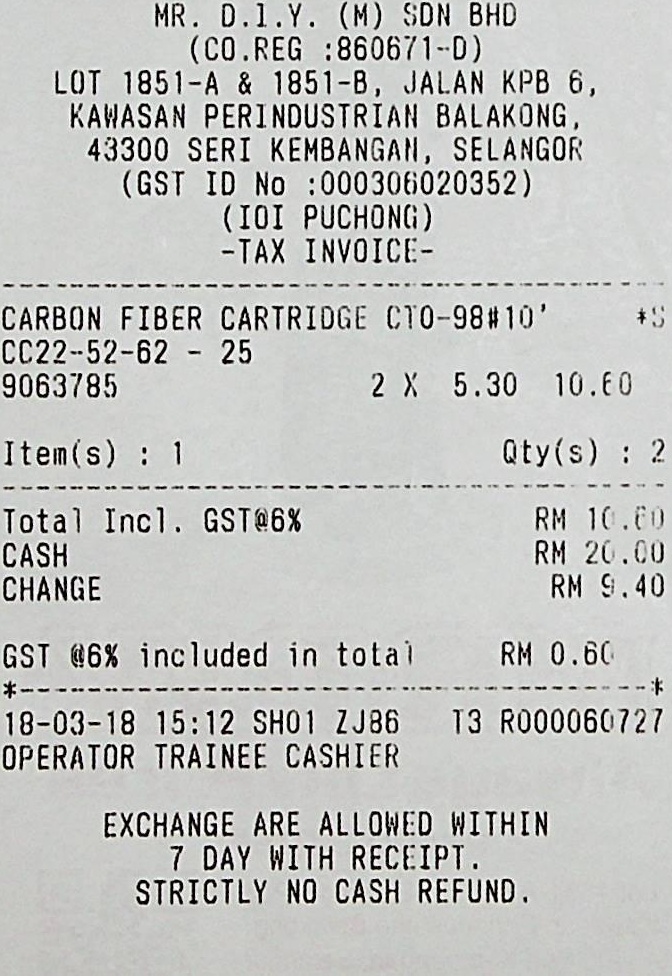 MR. D.I.Y. (M) SDN BHD
(CO.REG :860671-D)
LOT 1851-A & 1851-B, JALAN KPB 6,
KAWASAN PERINDUSTRIAN BALAKONG,
43300 SERI KEMBANGAN, SELANGOR
(GST ID No :000306020352)
(IOI PUCHONG)
-TAX INVOICE-
CARBON FIBER CARTRIDGE CTO-98#10' *S
CC22-52-62 - 25
9063785 2 X 5.30 10.60
Item(s) : 1 Qty(s) : 2
Total Incl. GST@6% RM 10.60
CASH RM 20.00
CHANGE RM 9.40
GST @6% included in total RM 0.60
18-03-18 15:12 SH01 ZJ86 T3 R000060727
OPERATOR TRAINEE CASHIER
EXCHANGE ARE ALLOWED WITHIN
7 DAY WITH RECEIPT.
STRICTLY NO CASH REFUND.